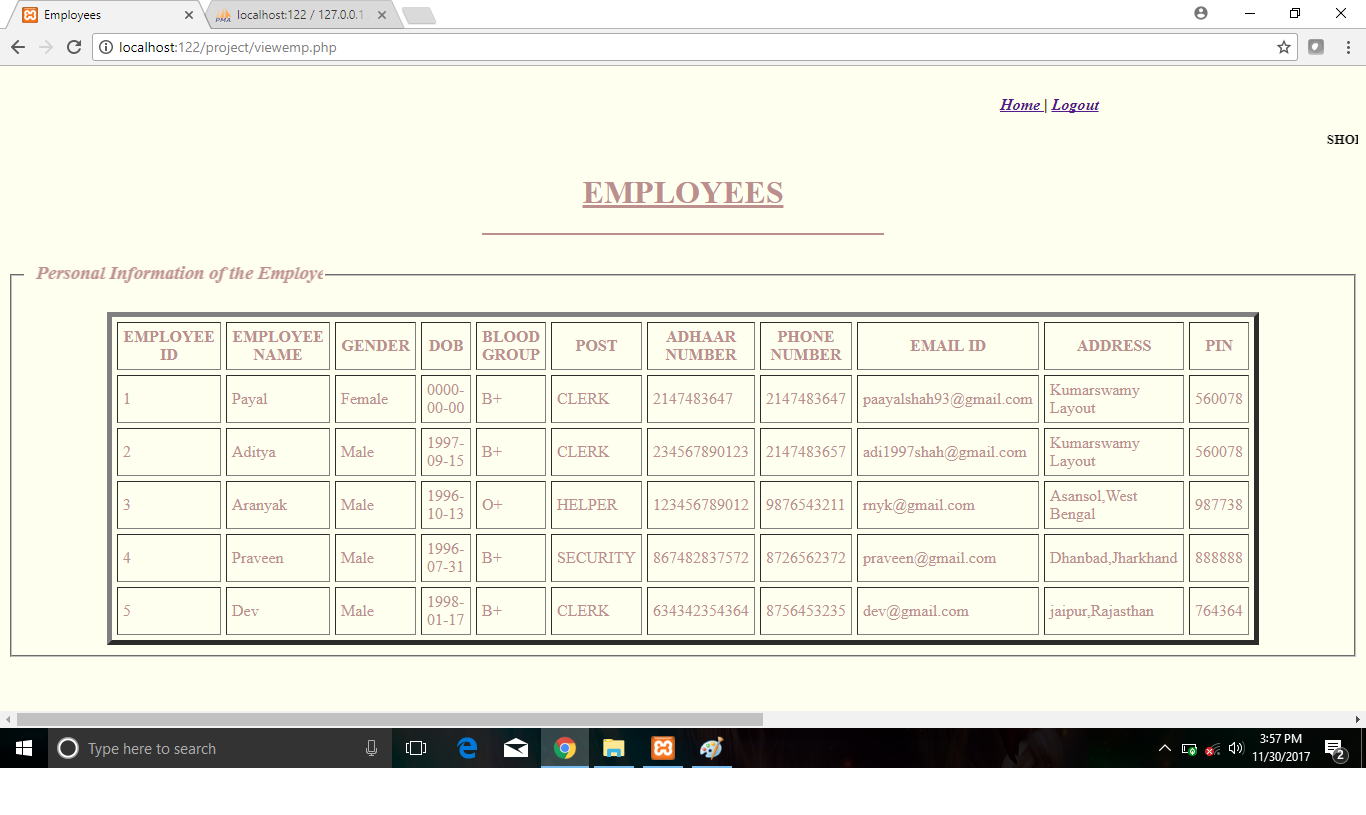 Employees
localhost:122 / 127.0.0.1
localhost:122/project/viewemp.php
Home | Logout
EMPLOYEES
Personal Information of the Employe
EMPLOYEE ID EMPLOYEE NAME GENDER DOB BLOOD GROUP POST ADHAAR NUMBER PHONE NUMBER EMAIL ID ADDRESS PIN
1 Payal Female 0000-00-00 B+ CLERK 2147483647 2147483647 paayalshah93@gmail.com Kumarswamy Layout 560078
2 Aditya Male 1997-09-15 B+ CLERK 234567890123 2147483657 adi1997shah@gmail.com Kumarswamy Layout 560078
3 Aranyak Male 1996-10-13 O+ HELPER 123456789012 9876543211 rnyk@gmail.com Asansol,West Bengal 987738
4 Praveen Male 1996-07-31 B+ SECURITY 867482837572 8726562372 praveen@gmail.com Dhanbad,Jharkhand 888888
5 Dev Male 1998-01-17 B+ CLERK 634342354364 8756453235 dev@gmail.com jaipur,Rajasthan 764364
Type here to search
3:57 PM
11/30/2017
2